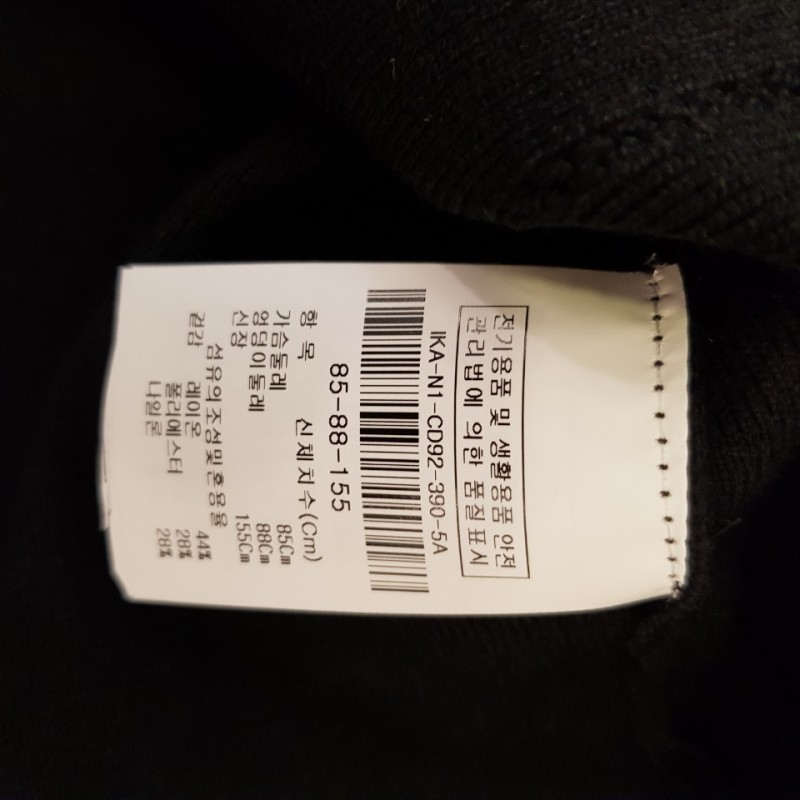 전기용품 및 생활용품 안전
관리법에 의한 품질표시
IKA-N1-CD92-390-5A
85-88-155
항 목 신체치수(Cm)
가슴둘레 85Cm
엉덩이둘레 88Cm
신장 155Cm
섬유의조성및혼용율
겉감 레이온 44%
폴리에스터 28%
나일론 28%